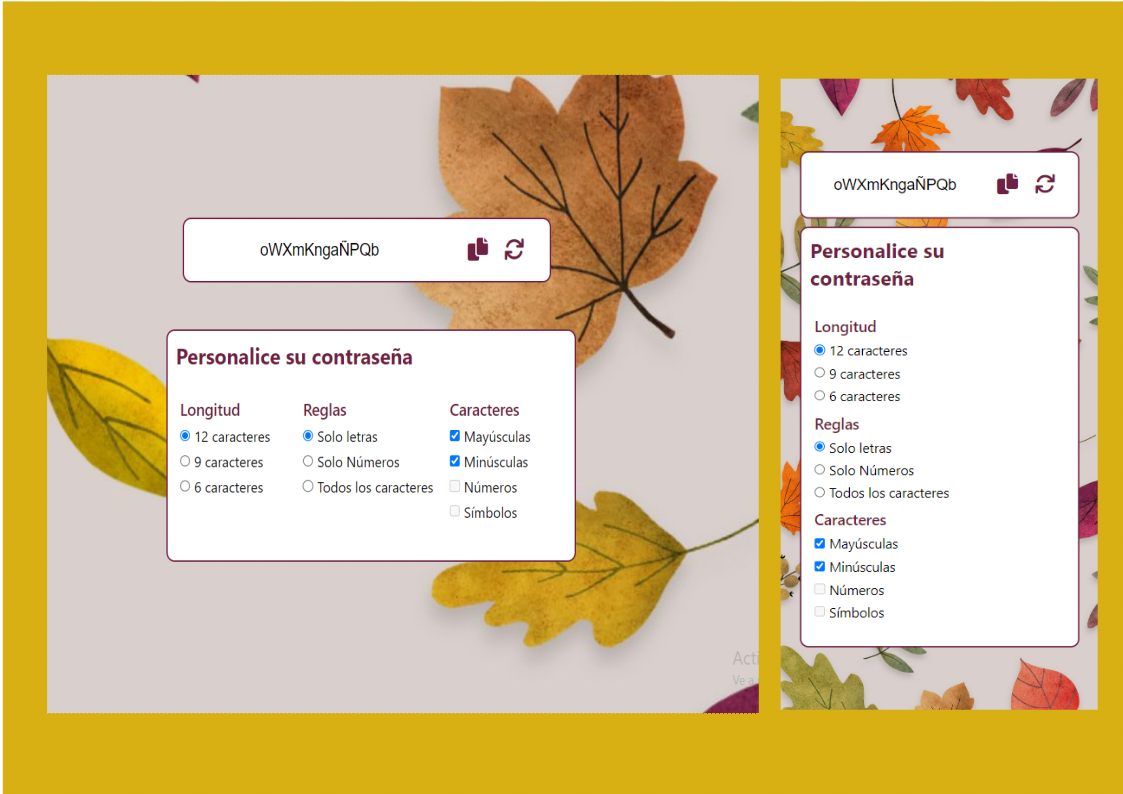 oWXmKngaÑPQb
Personalice su contraseña
Longitud
12 caracteres
9 caracteres
6 caracteres
Reglas
Solo letras
Solo Números
Todos los caracteres
Caracteres
Mayúsculas
Minúsculas
Números
Símbolos
Acti
Ve a
oWXmKngaÑPQb
Personalice su
contraseña
Longitud
12 caracteres
9 caracteres
6 caracteres
Reglas
Solo letras
Solo Números
Todos los caracteres
Caracteres
Mayúsculas
Minúsculas
Números
Símbolos